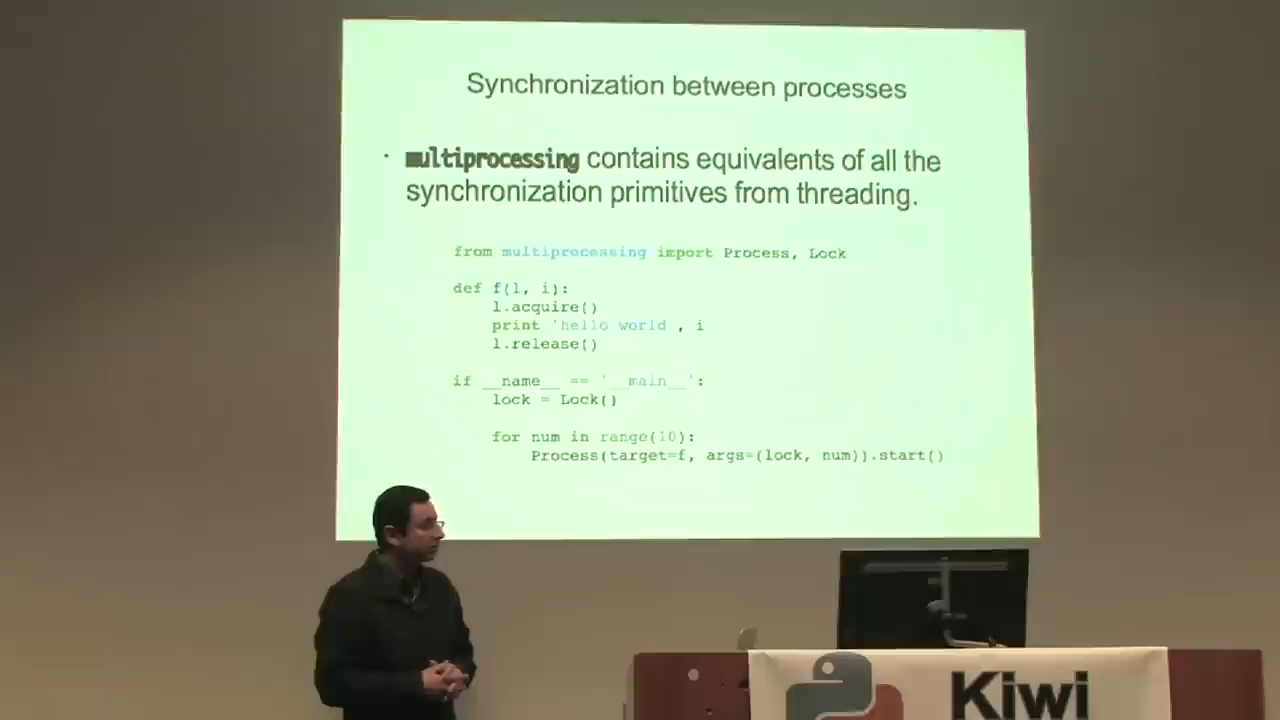 Synchronization between processes
· multiprocessing contains equivalents of all the
synchronization primitives from threading.
from multiprocessing import Process, Lock
def f(l, i):
l.acquire()
print 'hello world', i
l.release()
if __name__ == '__main__':
lock = Lock()
for num in range(10):
Process(target=f, args=(lock, num)).start()
Kiwi